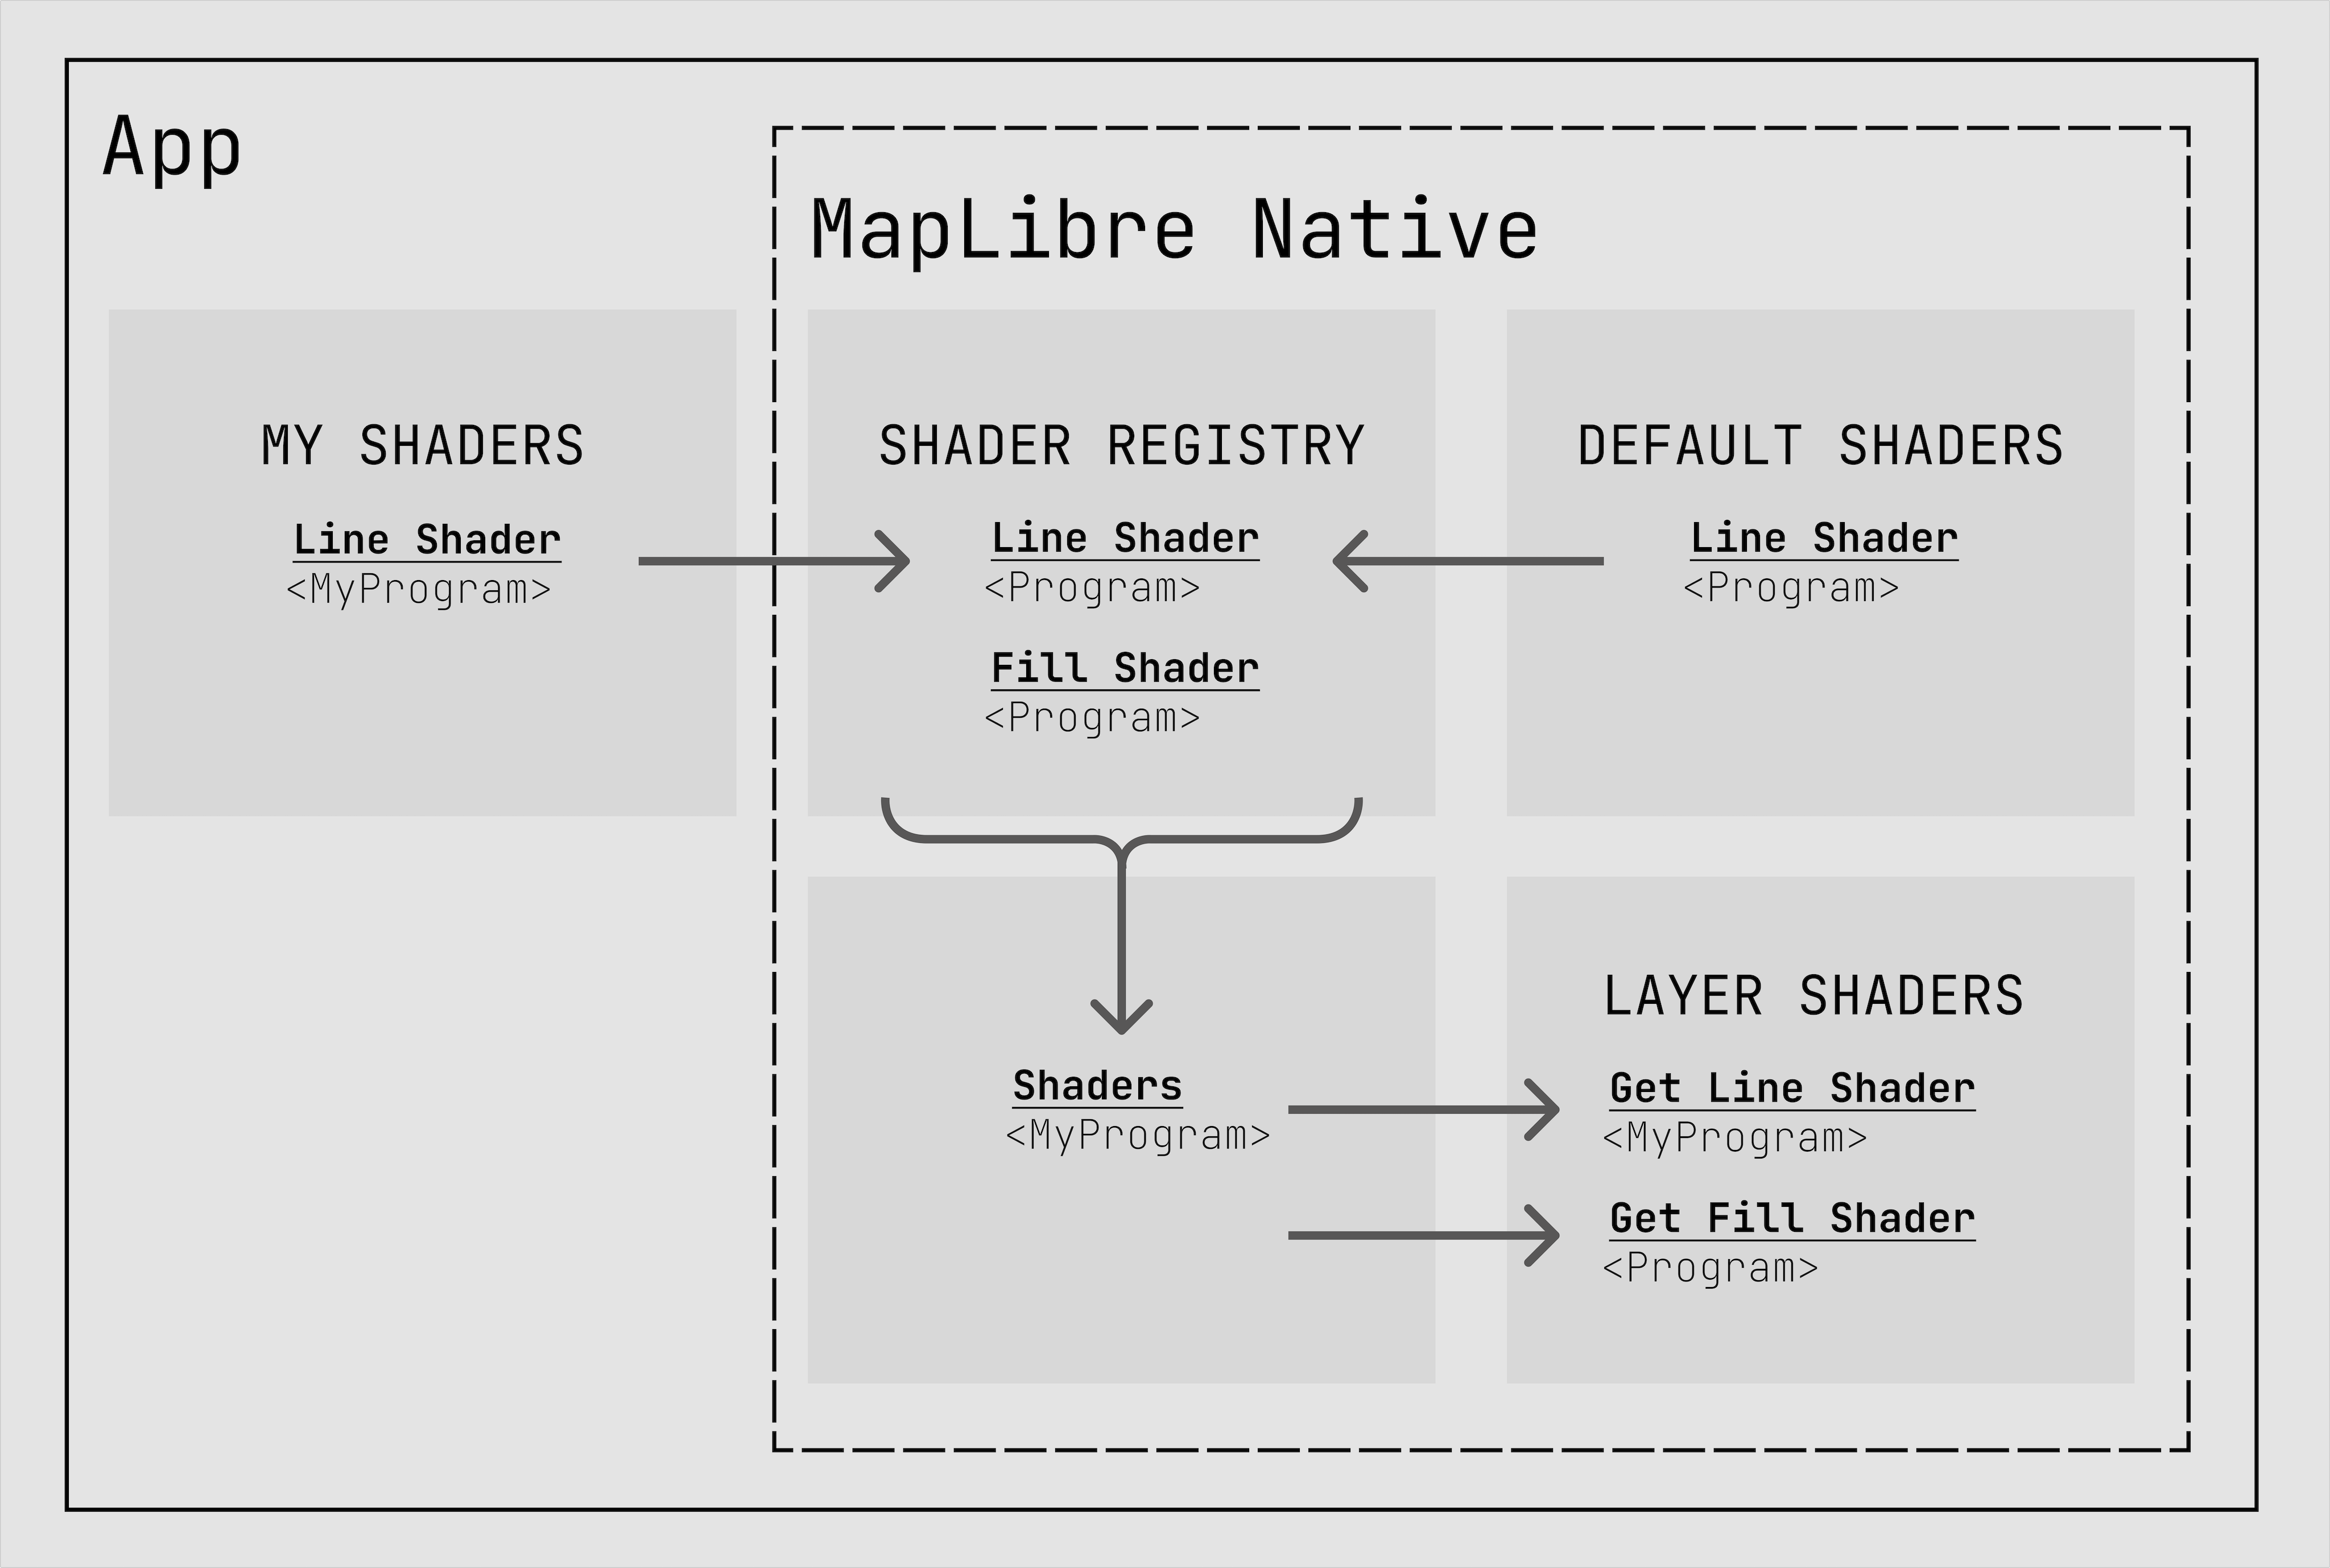 App
MapLibre Native
MY SHADERS
Line Shader
<MyProgram>
SHADER REGISTRY
Line Shader
<Program>
Fill Shader
<Program>
DEFAULT SHADERS
Line Shader
<Program>
Shaders
<MyProgram>
LAYER SHADERS
Get Line Shader
<MyProgram>
Get Fill Shader
<Program>